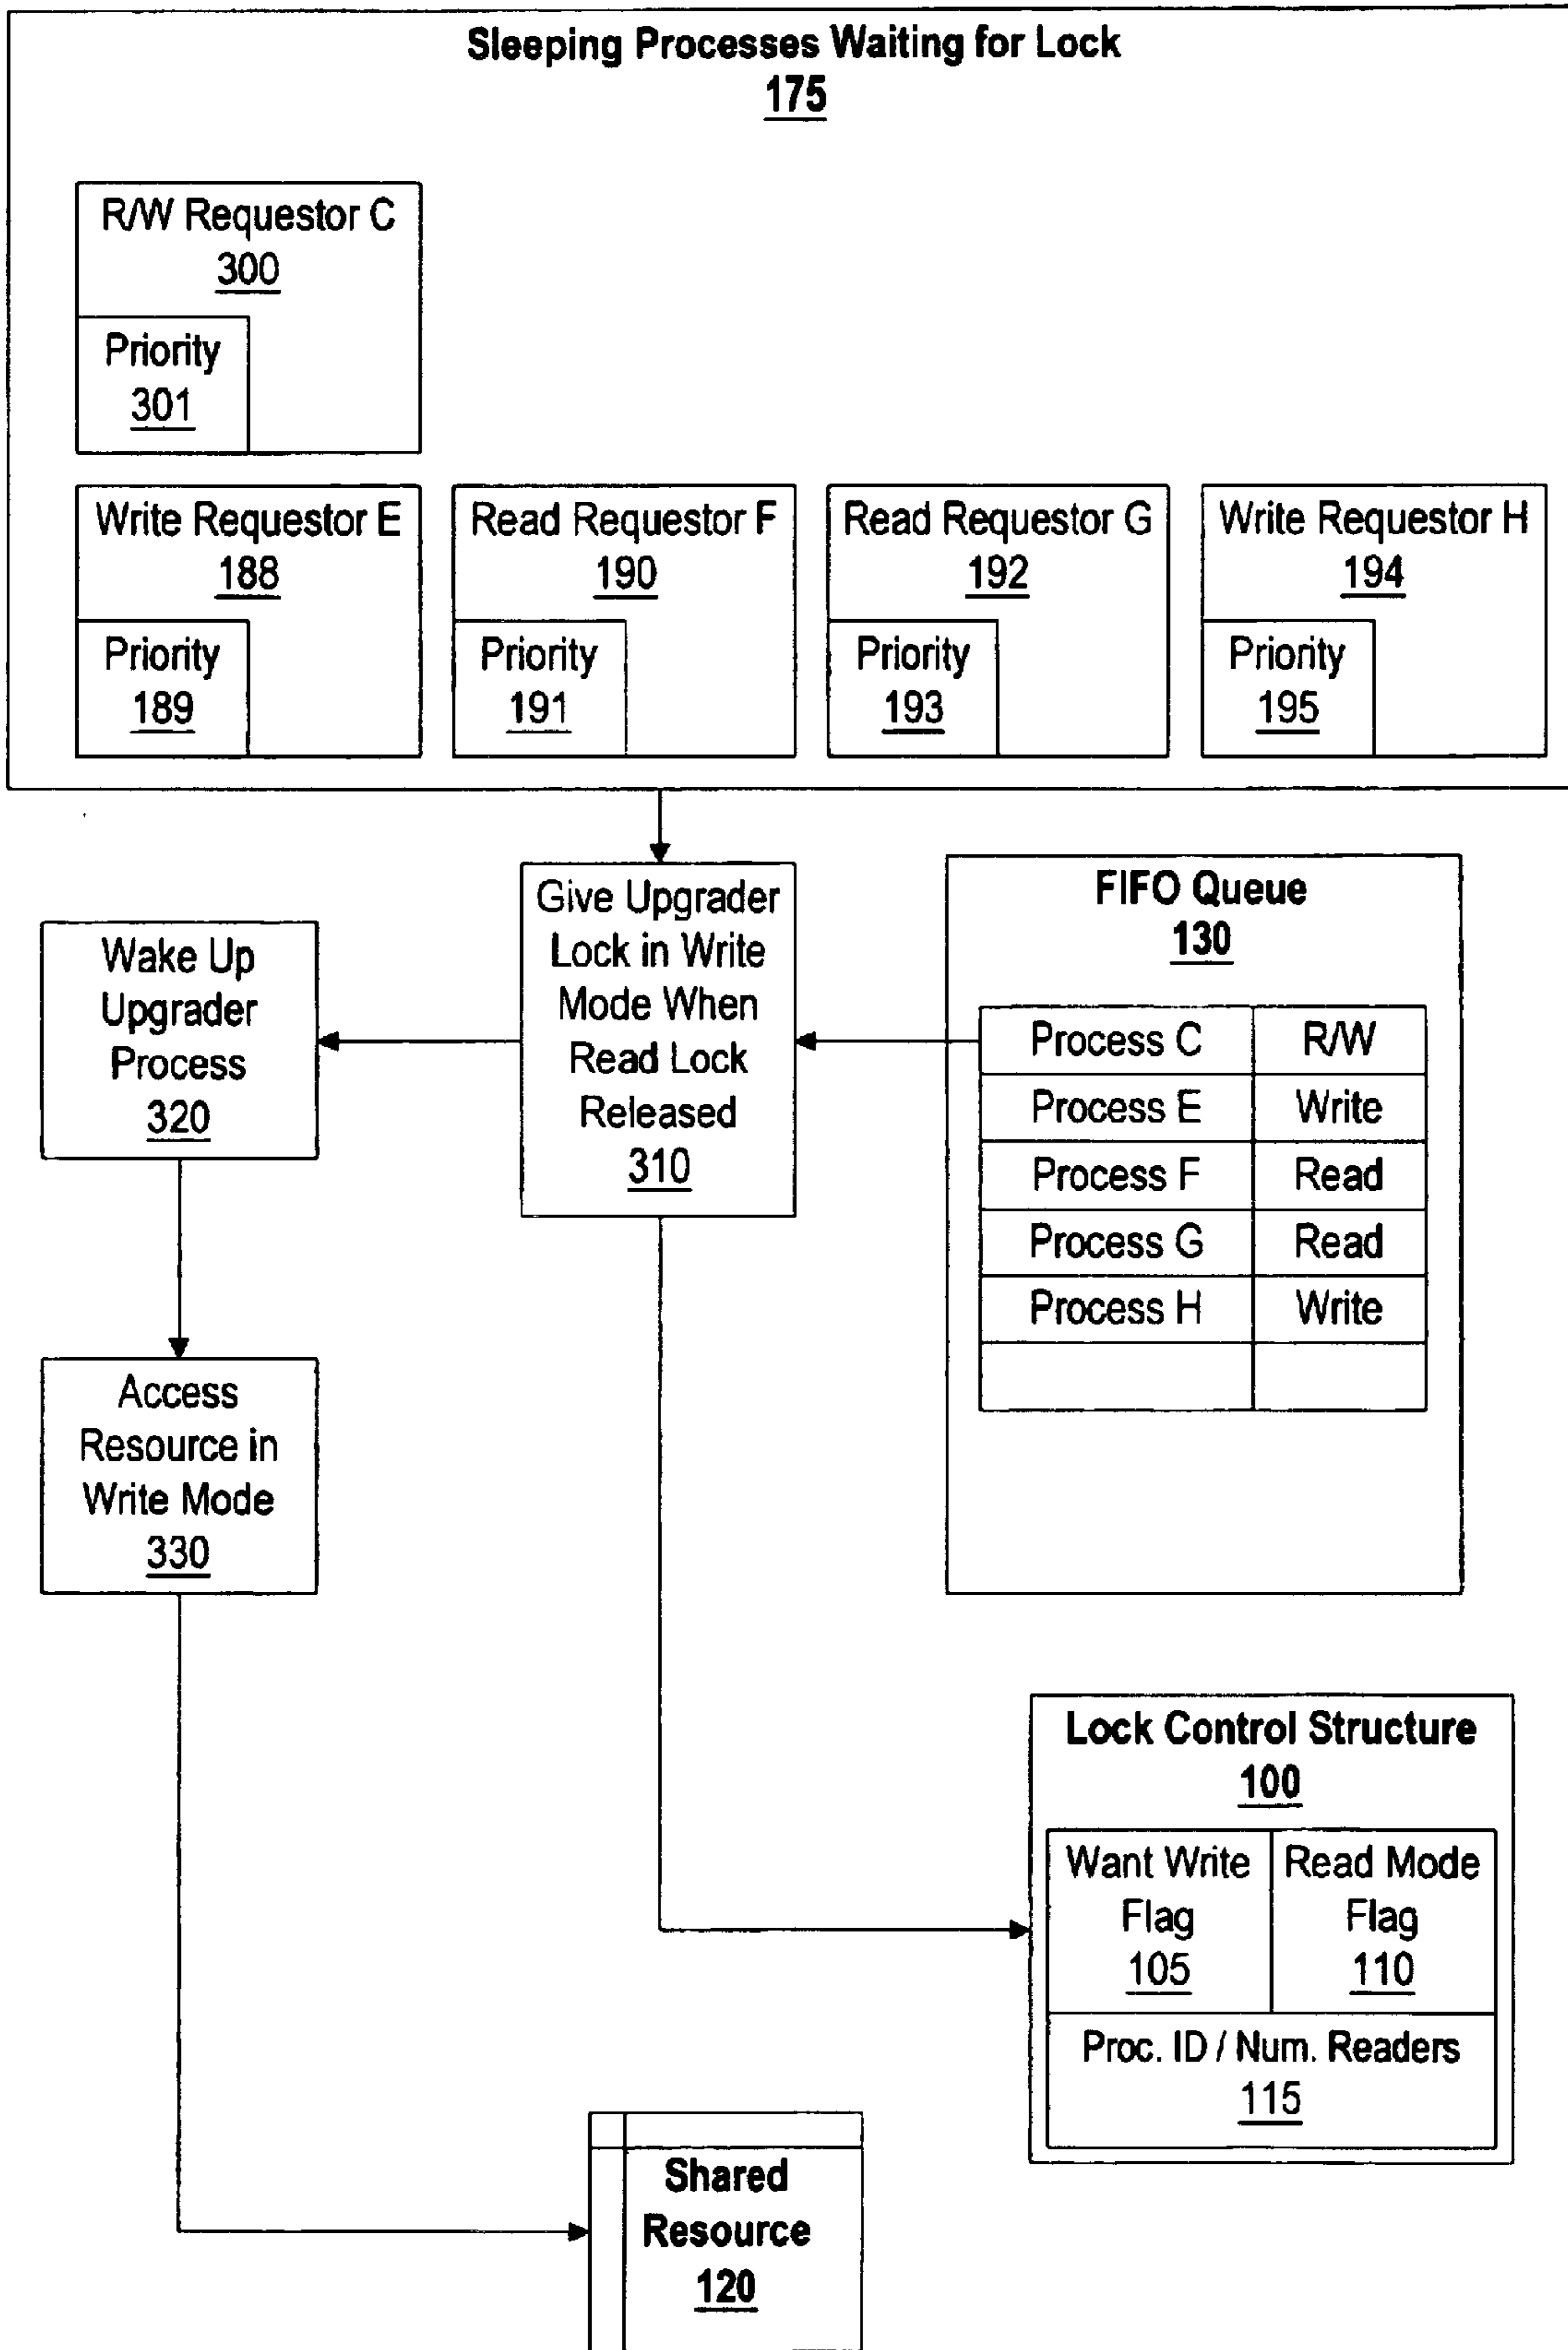 Sleeping Processes Waiting for Lock
175
R/W Requestor C
300
Priority
301
Write Requestor E
188
Priority
189
Read Requestor F
190
Priority
191
Read Requestor G
192
Priority
193
Write Requestor H
194
Priority
195
Give Upgrader
Lock in Write
Mode When
Read Lock
Released
310
Wake Up
Upgrader
Process
320
Access
Resource in
Write Mode
330
FIFO Queue
130
Process C R/W
Process E Write
Process F Read
Process G Read
Process H Write
Lock Control Structure
100
Want Write
Flag
105
Read Mode
Flag
110
Proc. ID / Num. Readers
115
Shared
Resource
120